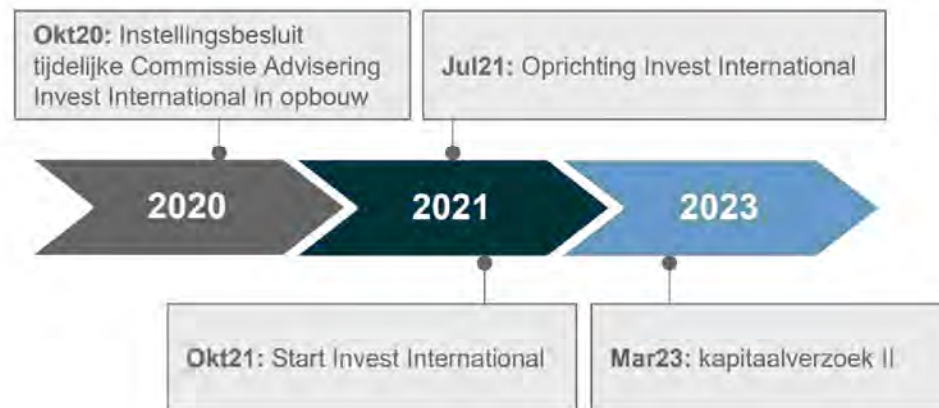 Okt20: Instellingsbesluit
tijdelijke Commissie Advisering
Invest International in opbouw
Jul21: Oprichting Invest International
2020
2021
2023
Okt21: Start Invest International
Mar23: kapitaalverzoek II